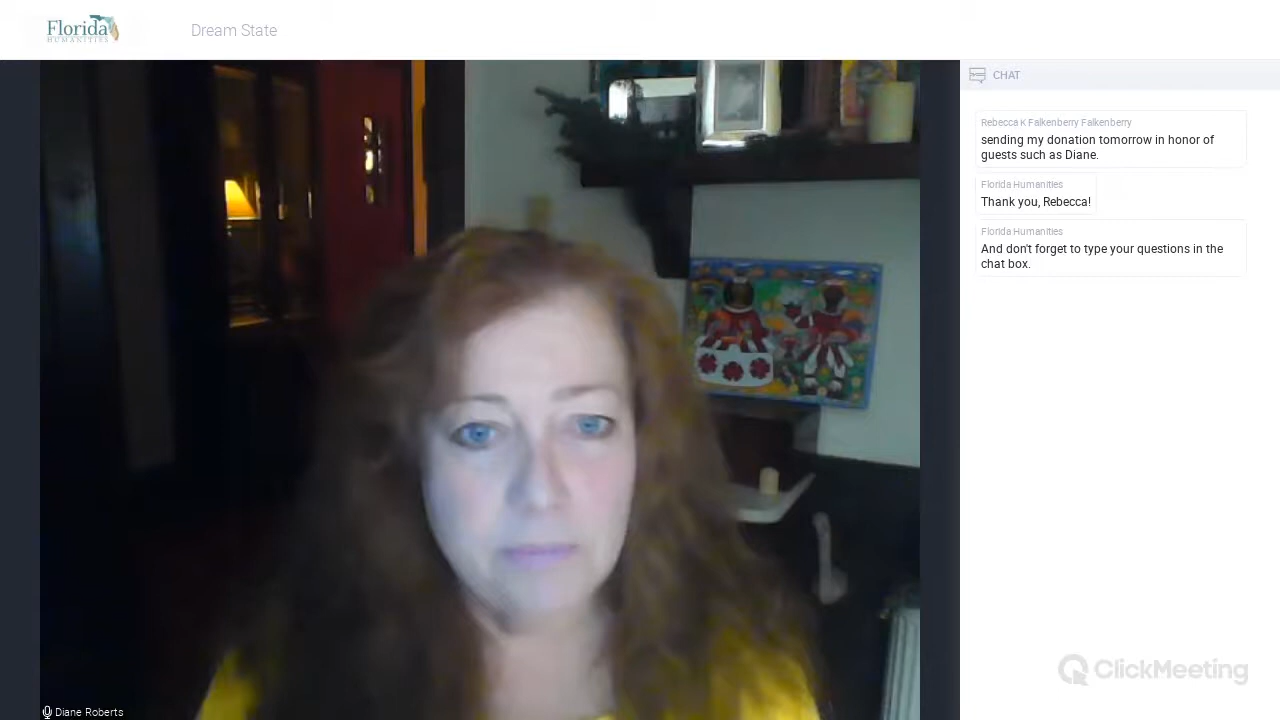 Florida
HUMANITIES
Dream State
CHAT
Rebecca K Falkenberry Falkenberry
sending my donation tomorrow in honor of
guests such as Diane.
Florida Humanities
Thank you, Rebecca!
Florida Humanities
And don't forget to type your questions in the
chat box.
ClickMeeting
Diane Roberts